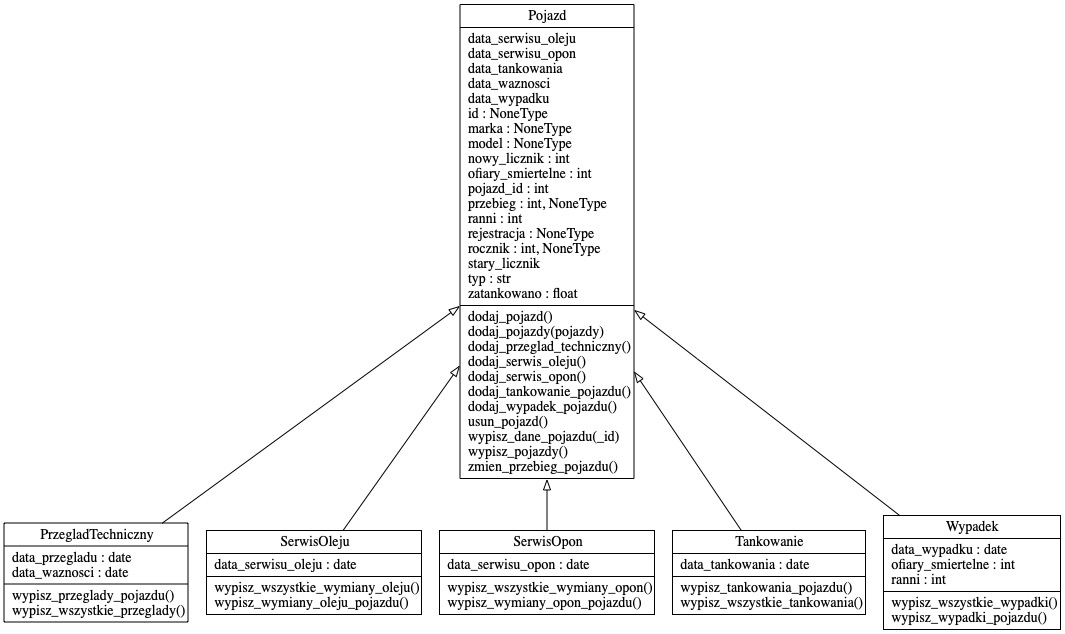 Pojazd
data_serwisu_oleju
data_serwisu_opon
data_tankowania
data_waznosci
data_wypadku
id : NoneType
marka : NoneType
model : NoneType
nowy_licznik : int
ofiary_smiertelne : int
pojazd_id : int
przebieg : int, NoneType
ranni : int
rejestracja : NoneType
rocznik : int, NoneType
stary_licznik
typ : str
zatankowano : float
dodaj_pojazd()
dodaj_pojazdy(pojazdy)
dodaj_przeglad_techniczny()
dodaj_serwis_oleju()
dodaj_serwis_opon()
dodaj_tankowanie_pojazdu()
dodaj_wypadek_pojazdu()
usun_pojazd()
wypisz_dane_pojazdu(_id)
wypisz_pojazdy()
zmien_przebieg_pojazdu()
PrzegladTechniczny
data_przegladu : date
data_waznosci : date
wypisz_przeglady_pojazdu()
wypisz_wszystkie_przeglady()
SerwisOleju
data_serwisu_oleju : date
wypisz_wszystkie_wymiany_oleju()
wypisz_wymiany_oleju_pojazdu()
SerwisOpon
data_serwisu_opon : date
wypisz_wszystkie_wymiany_opon()
wypisz_wymiany_opon_pojazdu()
Tankowanie
data_tankowania : date
wypisz_tankowania_pojazdu()
wypisz_wszystkie_tankowania()
Wypadek
data_wypadku : date
ofiary_smiertelne : int
ranni : int
wypisz_wszystkie_wypadki()
wypisz_wypadki_pojazdu()